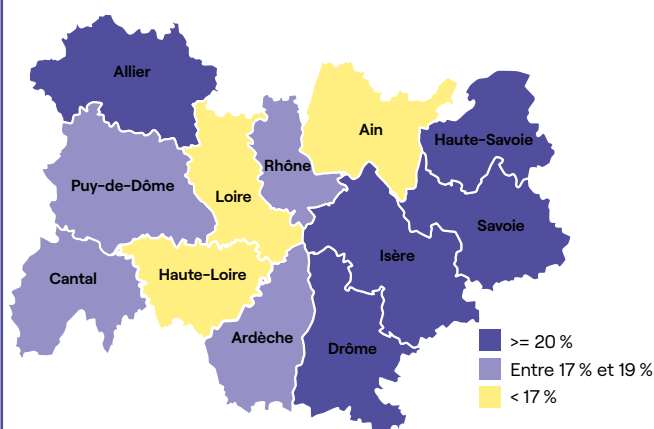 Allier
Ain
Haute-Savoie
Rhône
Puy-de-Dôme
Loire
Savoie
Isère
Cantal
Haute-Loire
Ardèche
Drôme
>= 20 %
Entre 17 % et 19 %
< 17 %